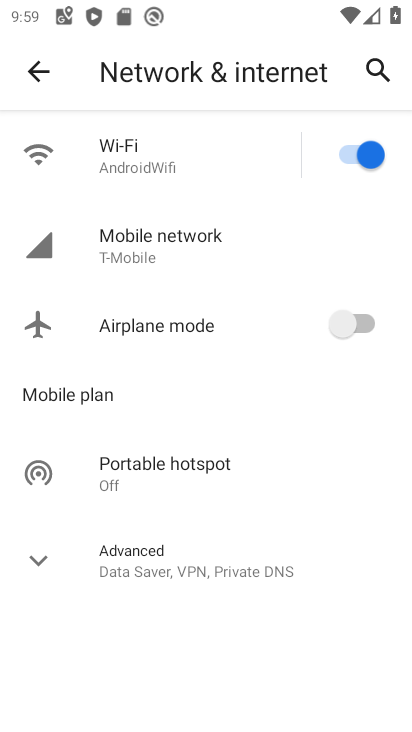 9:59
Network & internet
Wi-Fi
AndroidWifi
Mobile network
T-Mobile
Airplane mode
Mobile plan
Portable hotspot
Off
Advanced
Data Saver, VPN, Private DNS